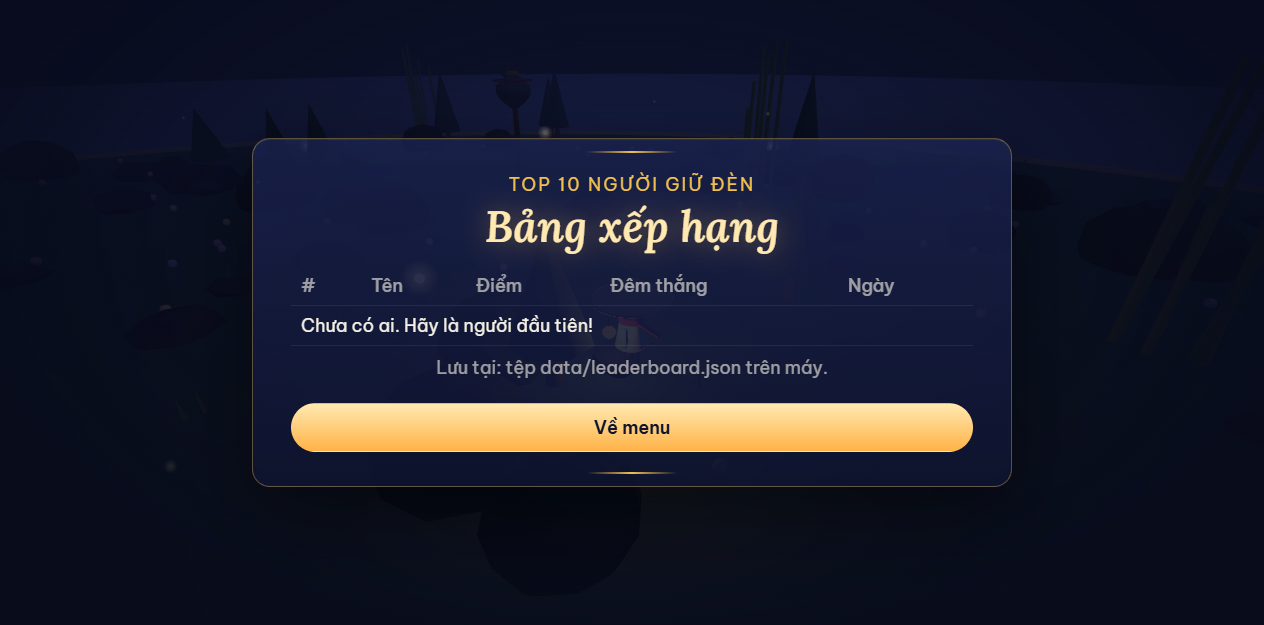 TOP 10 NGƯỜI GIỮ ĐÈN
Bảng xếp hạng
# Tên Điểm Đêm thắng Ngày
Chưa có ai. Hãy là người đầu tiên!
Lưu tại: tệp data/leaderboard.json trên máy.
Về menu